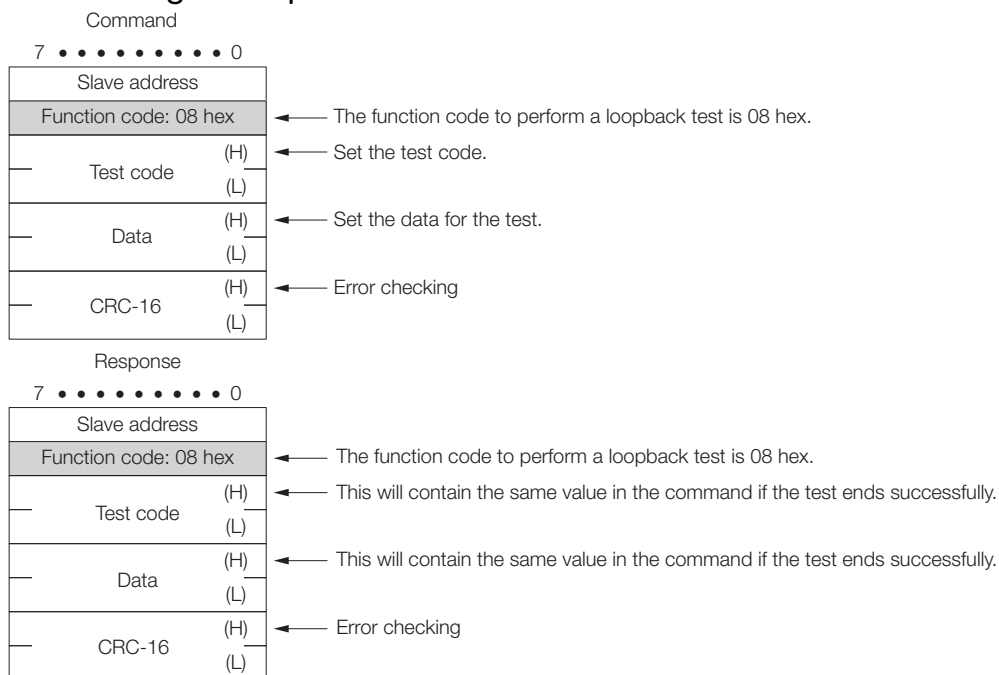 Command
7 • • • • • • • • • 0
Slave address
Function code: 08 hex
The function code to perform a loopback test is 08 hex.
Test code
(H)
Set the test code.
(L)
Data
(H)
Set the data for the test.
(L)
CRC-16
(H)
Error checking
(L)
Response
7 • • • • • • • • • 0
Slave address
Function code: 08 hex
The function code to perform a loopback test is 08 hex.
Test code
(H)
This will contain the same value in the command if the test ends successfully.
(L)
Data
(H)
This will contain the same value in the command if the test ends successfully.
(L)
CRC-16
(H)
Error checking
(L)